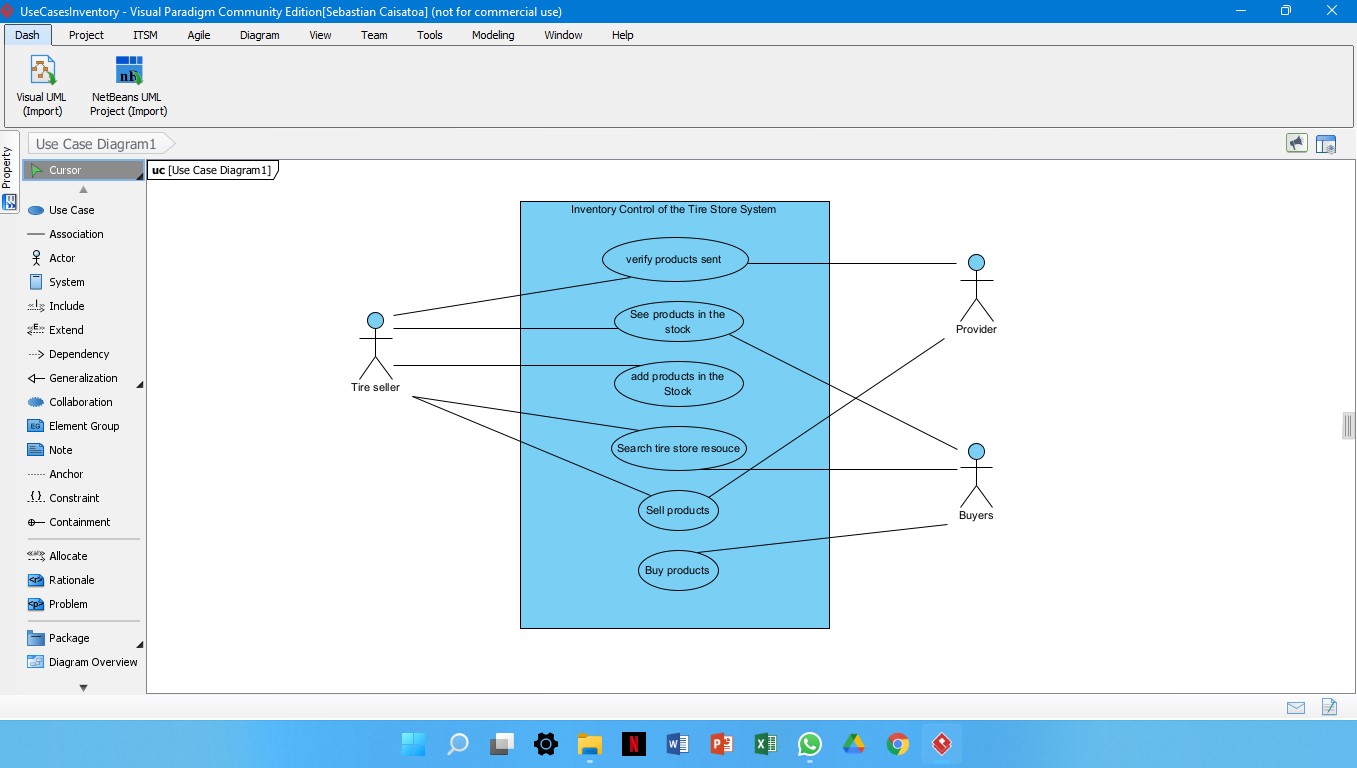 UseCasesInventory - Visual Paradigm Community Edition[Sebastian Caisatoa] (not for commercial use)
Dash Project ITSM Agile Diagram View Team Tools Modeling Window Help
Visual UML
(Import)
NetBeans UML
Project (Import)
Property
Use Case Diagram1
Cursor
Use Case
Association
Actor
System
Include
Extend
Dependency
Generalization
Collaboration
Element Group
Note
Anchor
Constraint
Containment
Allocate
Rationale
Problem
Package
Diagram Overview
uc [Use Case Diagram1]
Inventory Control of the Tire Store System
verify products sent
See products in the
stock
add products in the
Stock
Search tire store resouce
Sell products
Buy products
Tire seller
Provider
Buyers